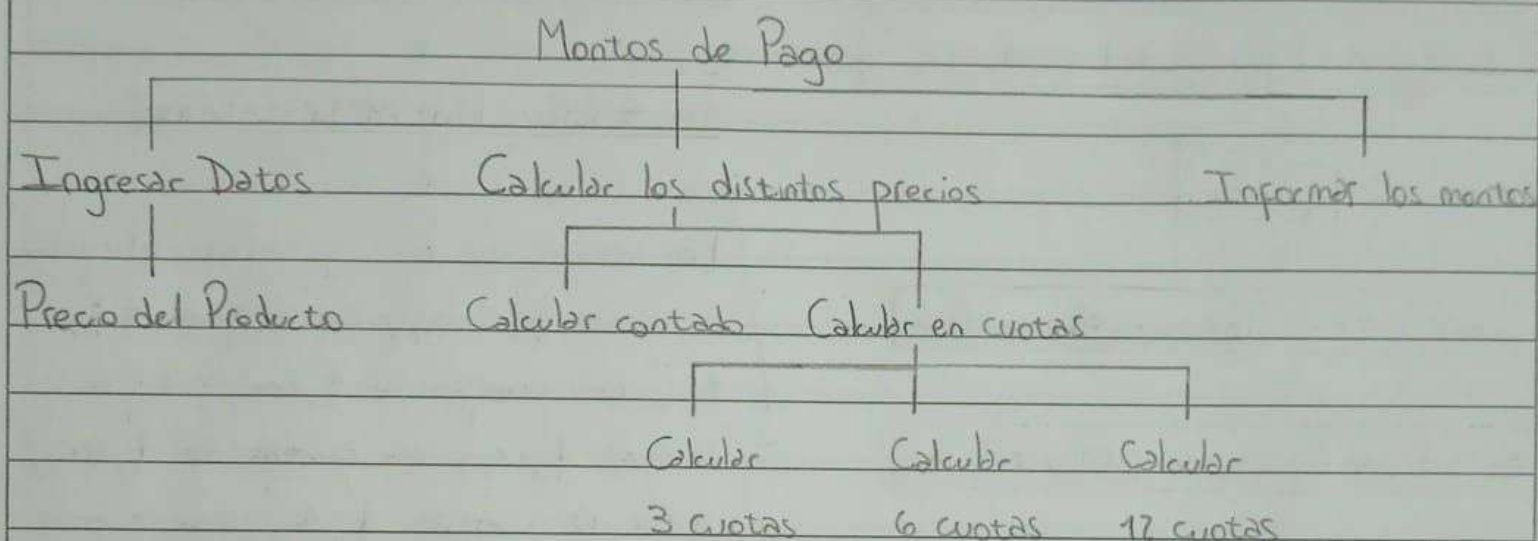 Montos de Pago
Ingresar Datos Calcular los distintos precios Informar los montos
Precio del Producto Calcular contado Calcular en cuotas
Calcular Calcular Calcular
3 cuotas 6 cuotas 12 cuotas